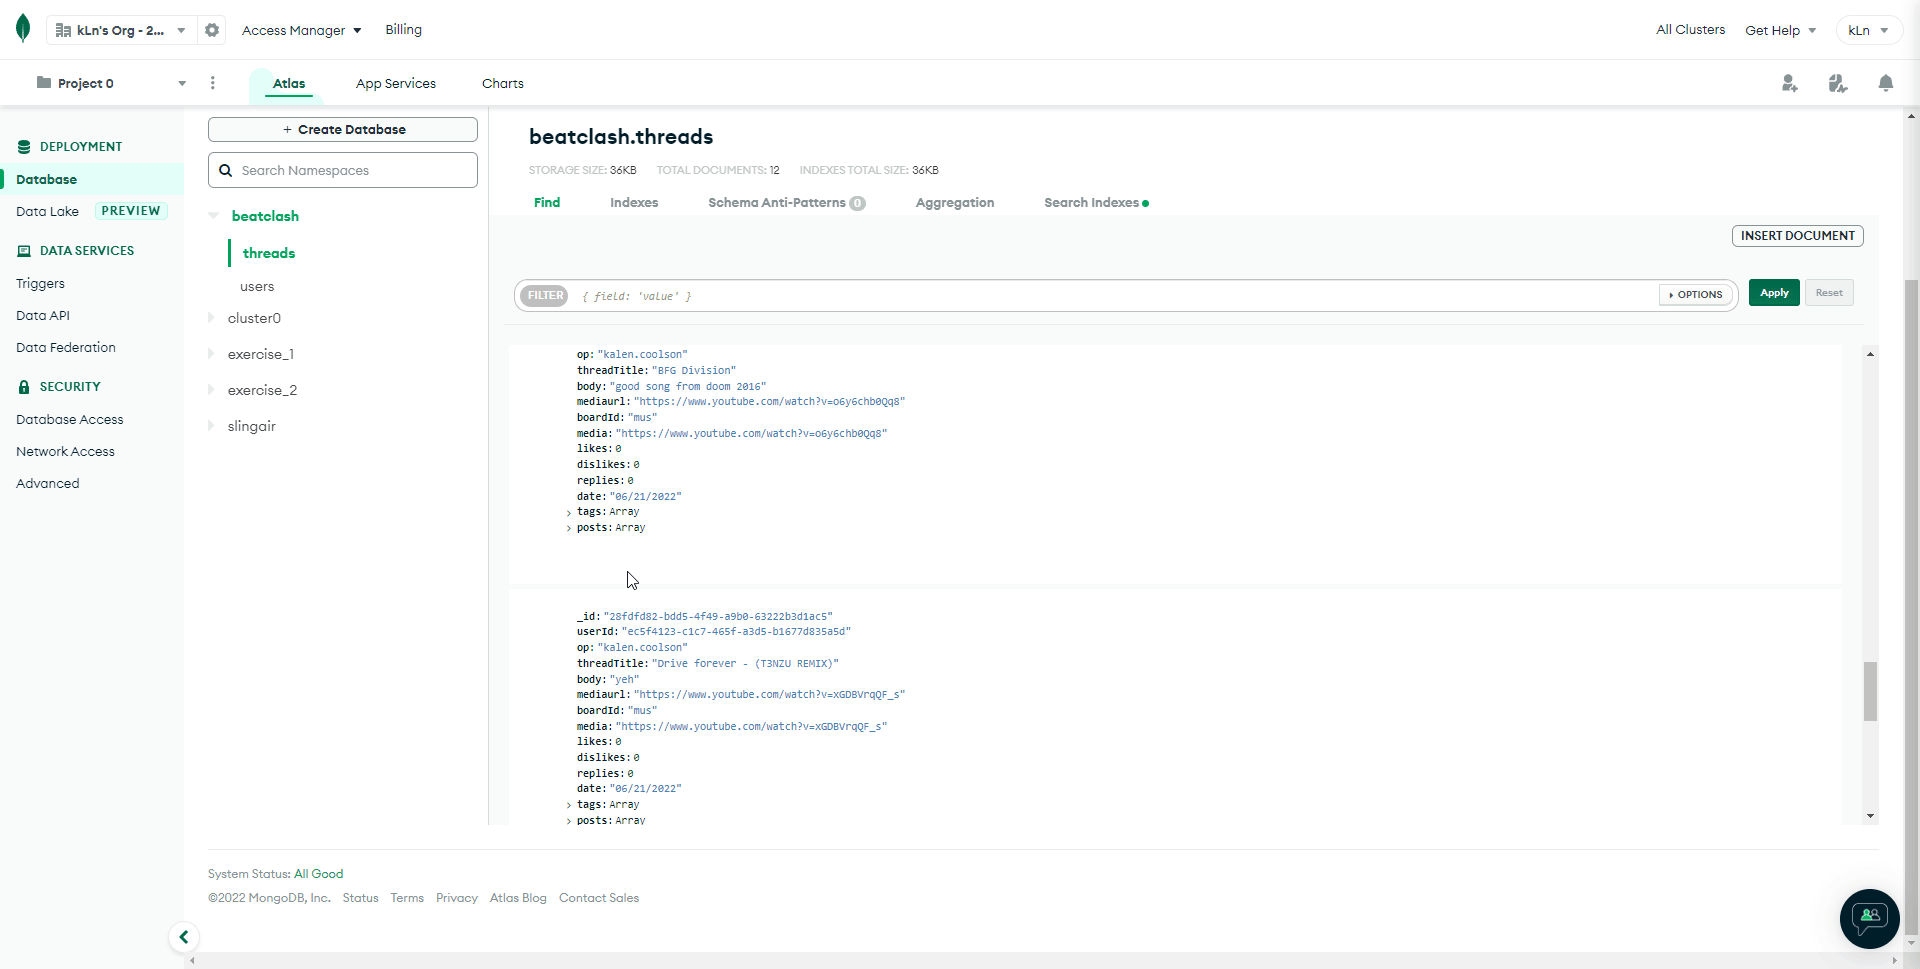 kLn's Org - 2...
Access Manager
Billing
All Clusters
Get Help
kLn
Project 0
Atlas
App Services
Charts
DEPLOYMENT
Database
Data Lake PREVIEW
DATA SERVICES
Triggers
Data API
Data Federation
SECURITY
Database Access
Network Access
Advanced
+ Create Database
Search Namespaces
beatclash
threads
users
cluster0
exercise_1
exercise_2
slingair
beatclash.threads
STORAGE SIZE: 36KB TOTAL DOCUMENTS: 12 INDEXES TOTAL SIZE: 36KB
Find Indexes Schema Anti-Patterns 0 Aggregation Search Indexes
INSERT DOCUMENT
FILTER { field: 'value' } OPTIONS Apply Reset
op: "kalen.coolson"
threadTitle: "BFG Division"
body: "good song from doom 2016"
mediaurl: "https://www.youtube.com/watch?v=o6y6chb0Qq8"
boardId: "mus"
media: "https://www.youtube.com/watch?v=o6y6chb0Qq8"
likes: 0
dislikes: 0
replies: 0
date: "06/21/2022"
tags: Array
posts: Array
_id: "28fdfd82-bdd5-4f49-a9b0-63222b3d1ac5"
userId: "ec5f4123-c1c7-465f-a3d5-b1677d835a5d"
op: "kalen.coolson"
threadTitle: "Drive forever - (T3NZU REMIX)"
body: "yeh"
mediaurl: "https://www.youtube.com/watch?v=xGDBVrqQF_s"
boardId: "mus"
media: "https://www.youtube.com/watch?v=xGDBVrqQF_s"
likes: 0
dislikes: 0
replies: 0
date: "06/21/2022"
tags: Array
posts: Array
System Status: All Good
©2022 MongoDB, Inc. Status Terms Privacy Atlas Blog Contact Sales